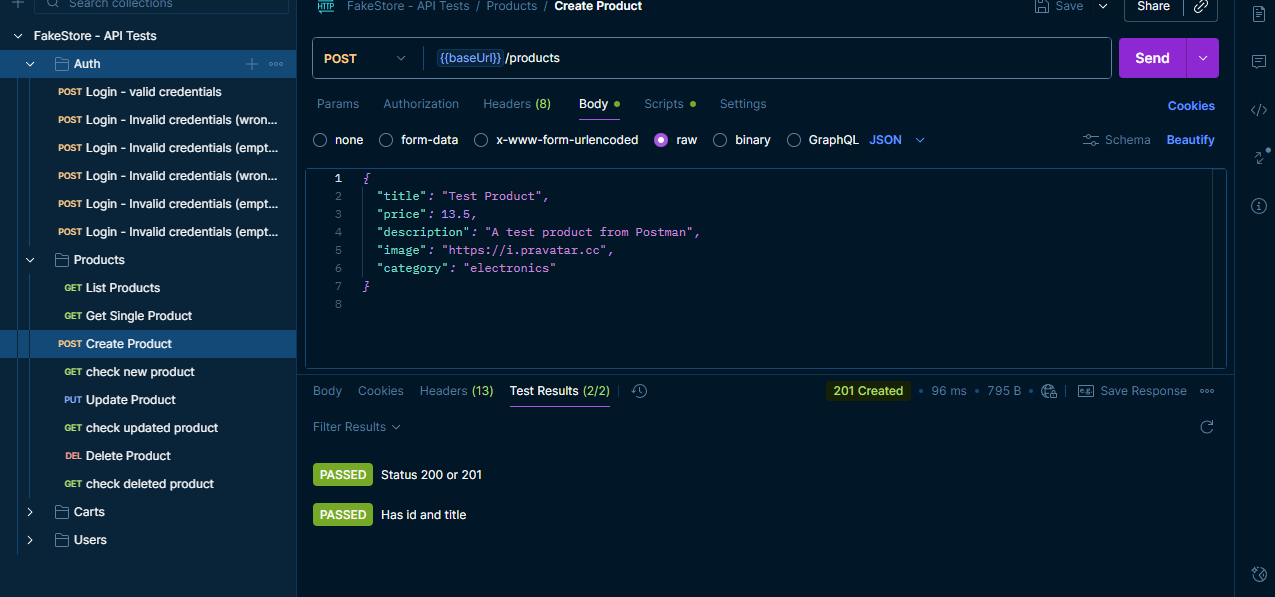 Search collections
FakeStore - API Tests
Auth
POST Login - valid credentials
POST Login - Invalid credentials (wron...
POST Login - Invalid credentials (empt...
POST Login - Invalid credentials (wron...
POST Login - Invalid credentials (empt...
POST Login - Invalid credentials (empt...
Products
GET List Products
GET Get Single Product
POST Create Product
GET check new product
PUT Update Product
GET check updated product
DEL Delete Product
GET check deleted product
Carts
Users
HTTP FakeStore - API Tests / Products / Create Product
Save Share
POST {{baseUrl}} /products Send
Params Authorization Headers (8) Body Scripts Settings Cookies
none form-data x-www-form-urlencoded raw binary GraphQL JSON Schema Beautify
1 {
2 "title": "Test Product",
3 "price": 13.5,
4 "description": "A test product from Postman",
5 "image": "https://i.pravatar.cc",
6 "category": "electronics"
7 }
8
Body Cookies Headers (13) Test Results (2/2) 201 Created • 96 ms • 795 B • e.g. Save Response
Filter Results
PASSED Status 200 or 201
PASSED Has id and title